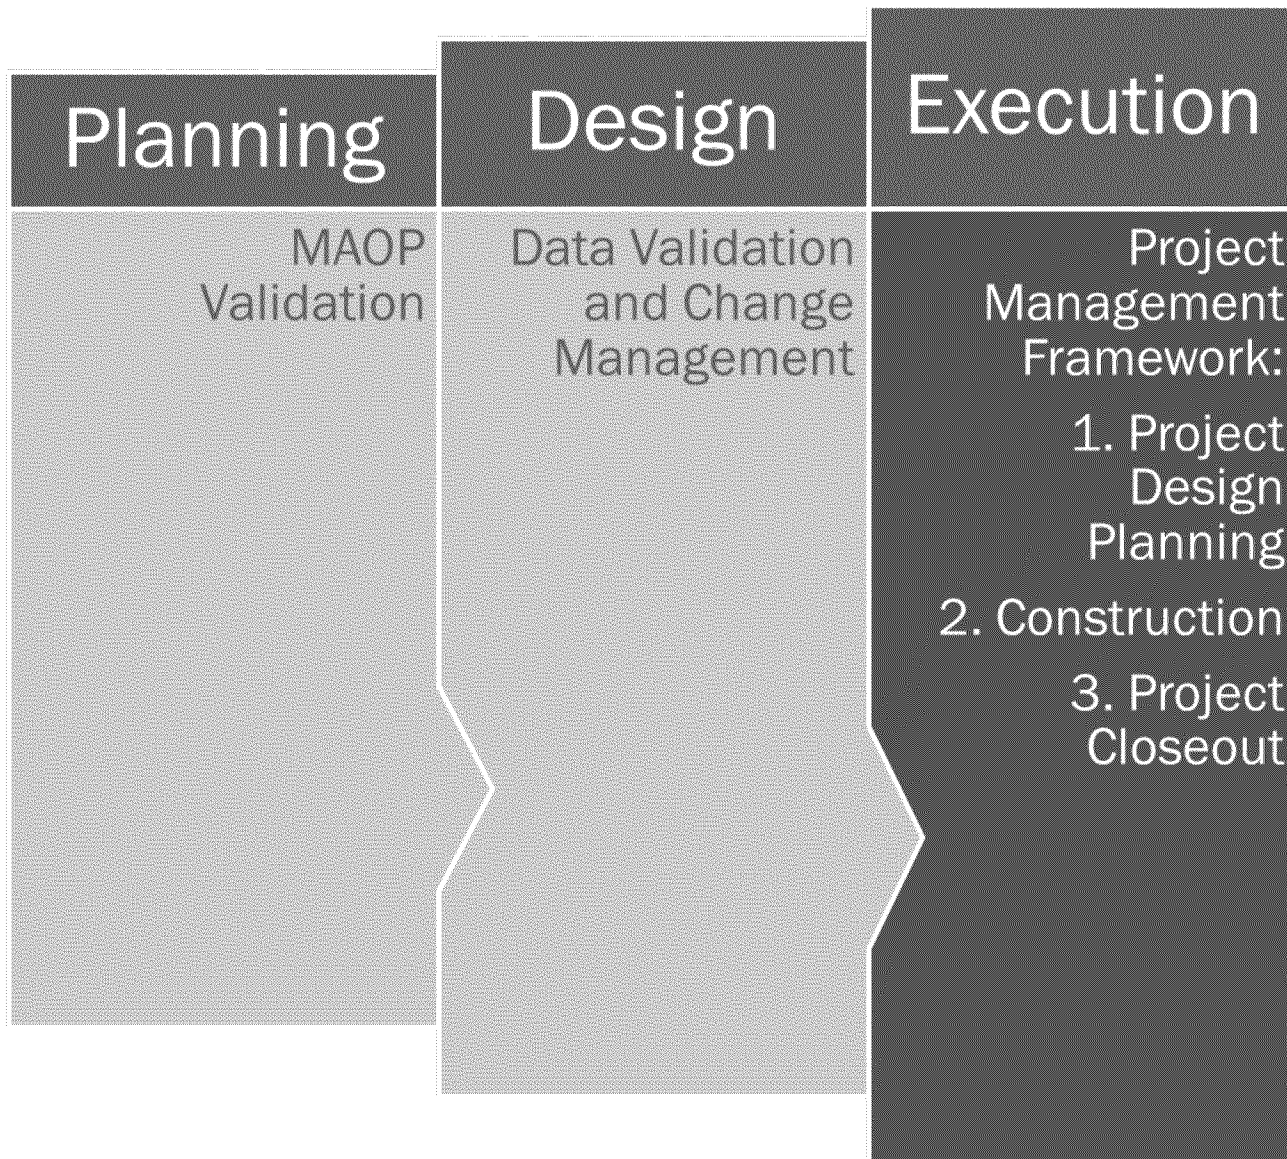 Planning
MAOP
Validation
Design
Data Validation
and Change
Management
Execution
Project
Management
Framework:
1. Project
Design
Planning
2. Construction
3. Project
Closeout